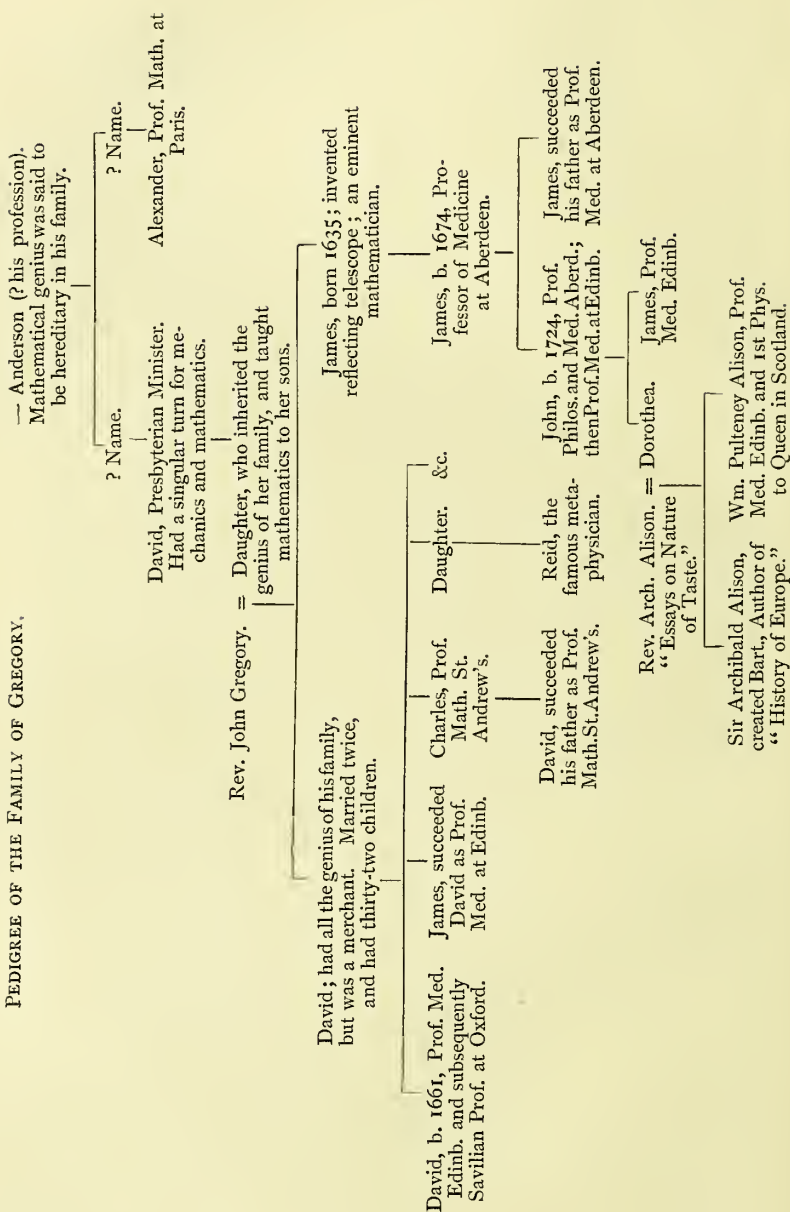 PEDIGREE OF THE FAMILY OF GREGORY.
— Anderson (? his profession).
Mathematical genius was said to
be hereditary in his family.
? Name.
? Name.
David, Presbyterian Minister.
Had a singular turn for me-
chanics and mathematics.
Alexander, Prof. Math. at
Paris.
Rev. John Gregory. = Daughter, who inherited the
genius of her family, and taught
mathematics to her sons.
David; had all the genius of his family,
but was a merchant. Married twice,
and had thirty-two children.
James, born 1635; invented
reflecting telescope; an eminent
mathematician.
David, b. 1661, Prof. Med.
Edinb. and subsequently
Savilian Prof. at Oxford.
James, succeeded
David as Prof.
Med. at Edinb.
Charles, Prof.
Math. St.
Andrew's.
Daughter. &c.
James, b. 1674, Pro-
fessor of Medicine
at Aberdeen.
David, succeeded
his father as Prof.
Math. St. Andrew's.
Reid, the
famous meta-
physician.
John, b. 1724, Prof.
Philos. and Med. Aberd.;
then Prof. Med. at Edinb.
James, succeeded
his father as Prof.
Med. at Aberdeen.
Rev. Arch. Alison. = Dorothea.
"Essays on Nature
of Taste."
James, Prof.
Med. Edinb.
Sir Archibald Alison,
created Bart., Author of
"History of Europe."
Wm. Pulteney Alison, Prof.
Med. Edinb. and 1st Phys.
to Queen in Scotland.